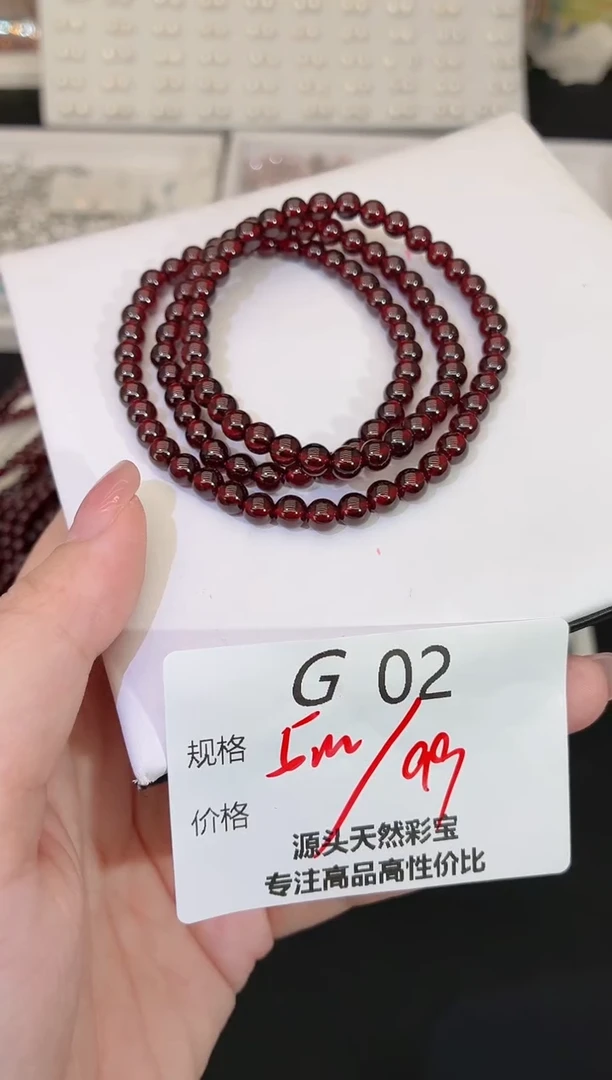 G 02
规格 5m/99
价格
源头天然彩宝
专注高品高性价比